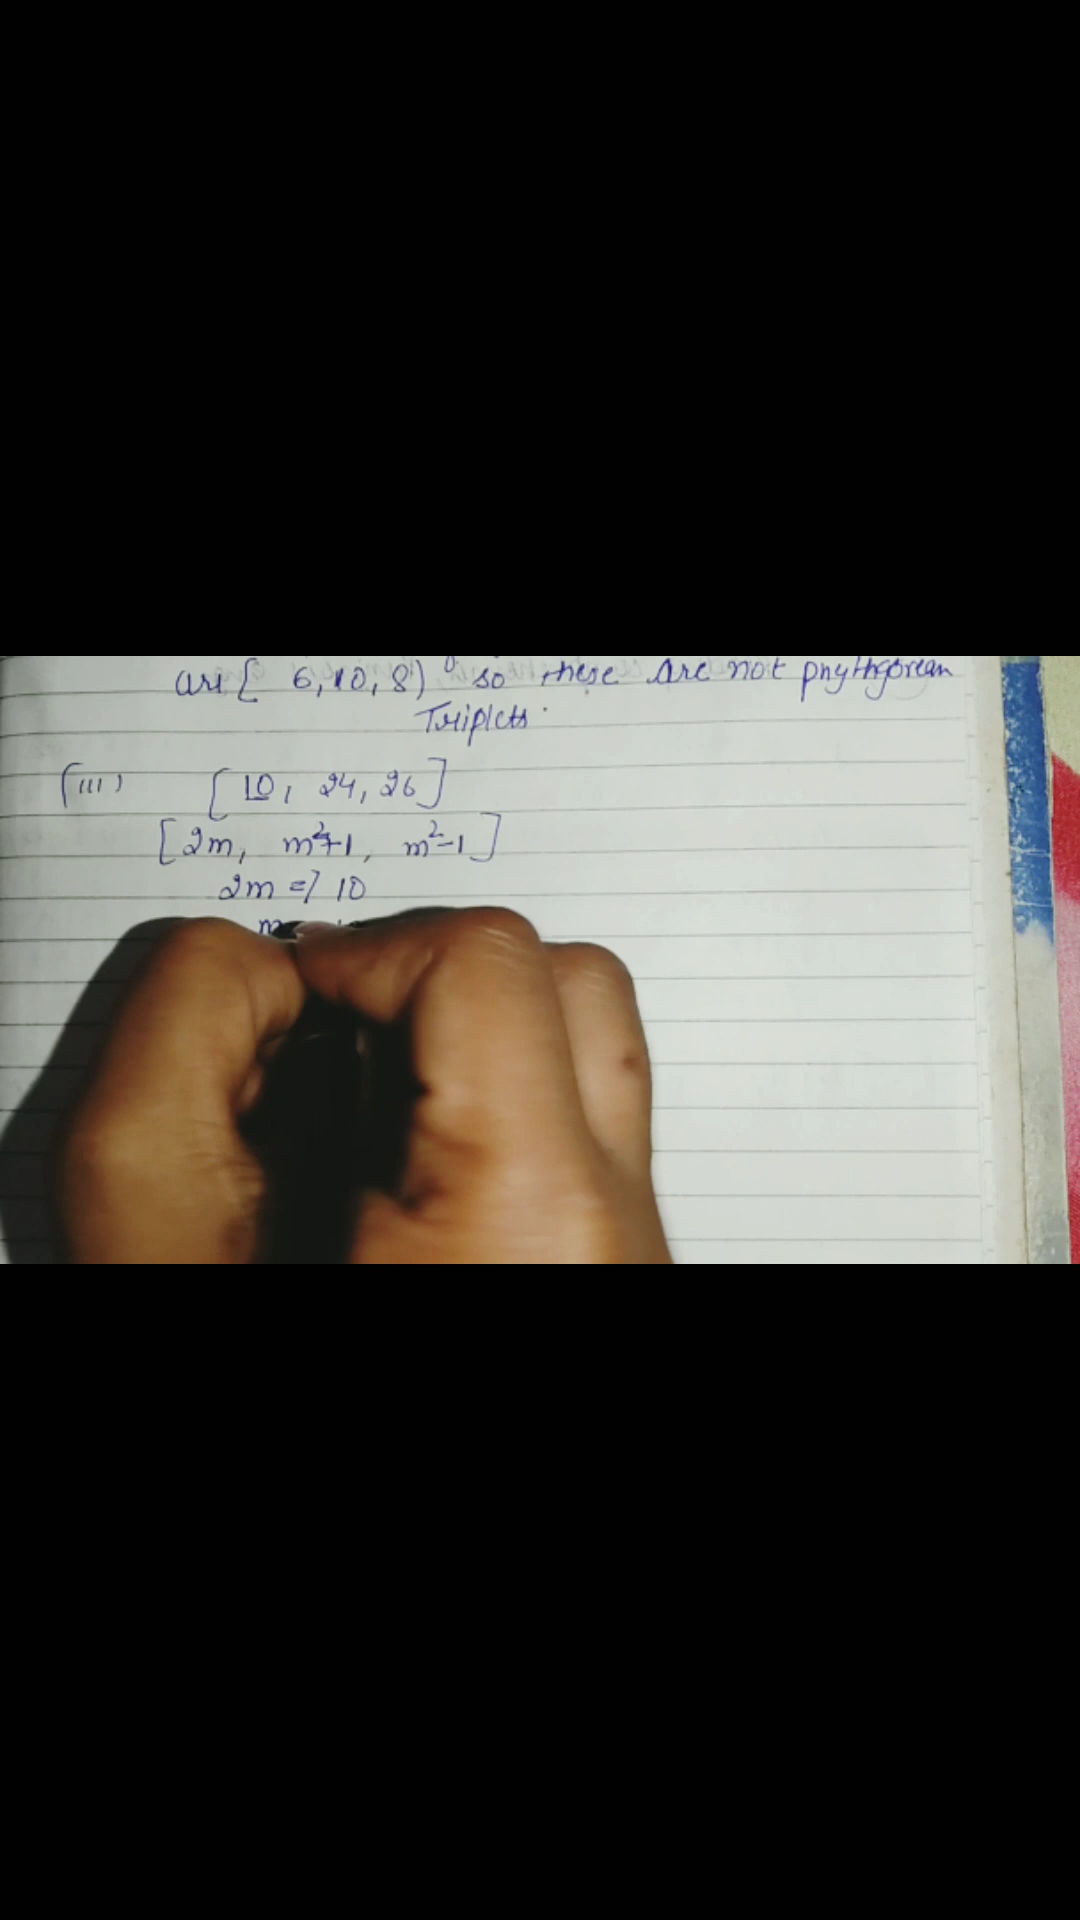 are { 6, 10, 8) so these are not pnythgorean
Triplets.
(iii) [10, 24, 26]
[2m, m²+1, m²-1]
2m => 10
m